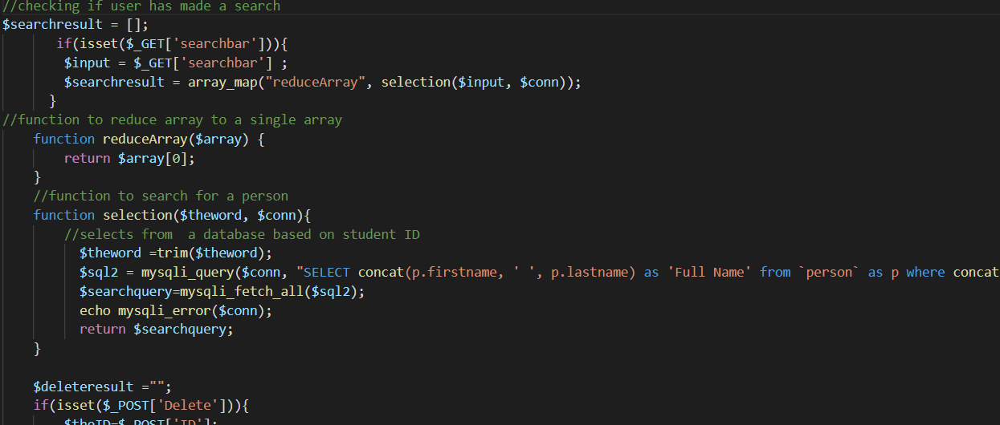 //checking if user has made a search
$searchresult = [];
if(isset($_GET['searchbar'])){
$input = $_GET['searchbar'] ;
$searchresult = array_map("reduceArray", selection($input, $conn));
}
//function to reduce array to a single array
function reduceArray($array) {
return $array[0];
}
//function to search for a person
function selection($theword, $conn){
//selects from  a database based on student ID
$theword =trim($theword);
$sql2 = mysqli_query($conn, "SELECT concat(p.firstname, ' ', p.lastname) as 'Full Name' from `person` as p where concat
$searchquery=mysqli_fetch_all($sql2);
echo mysqli_error($conn);
return $searchquery;
}
$deleteresult ="";
if(isset($_POST['Delete'])){
$theID=$_POST['ID'];